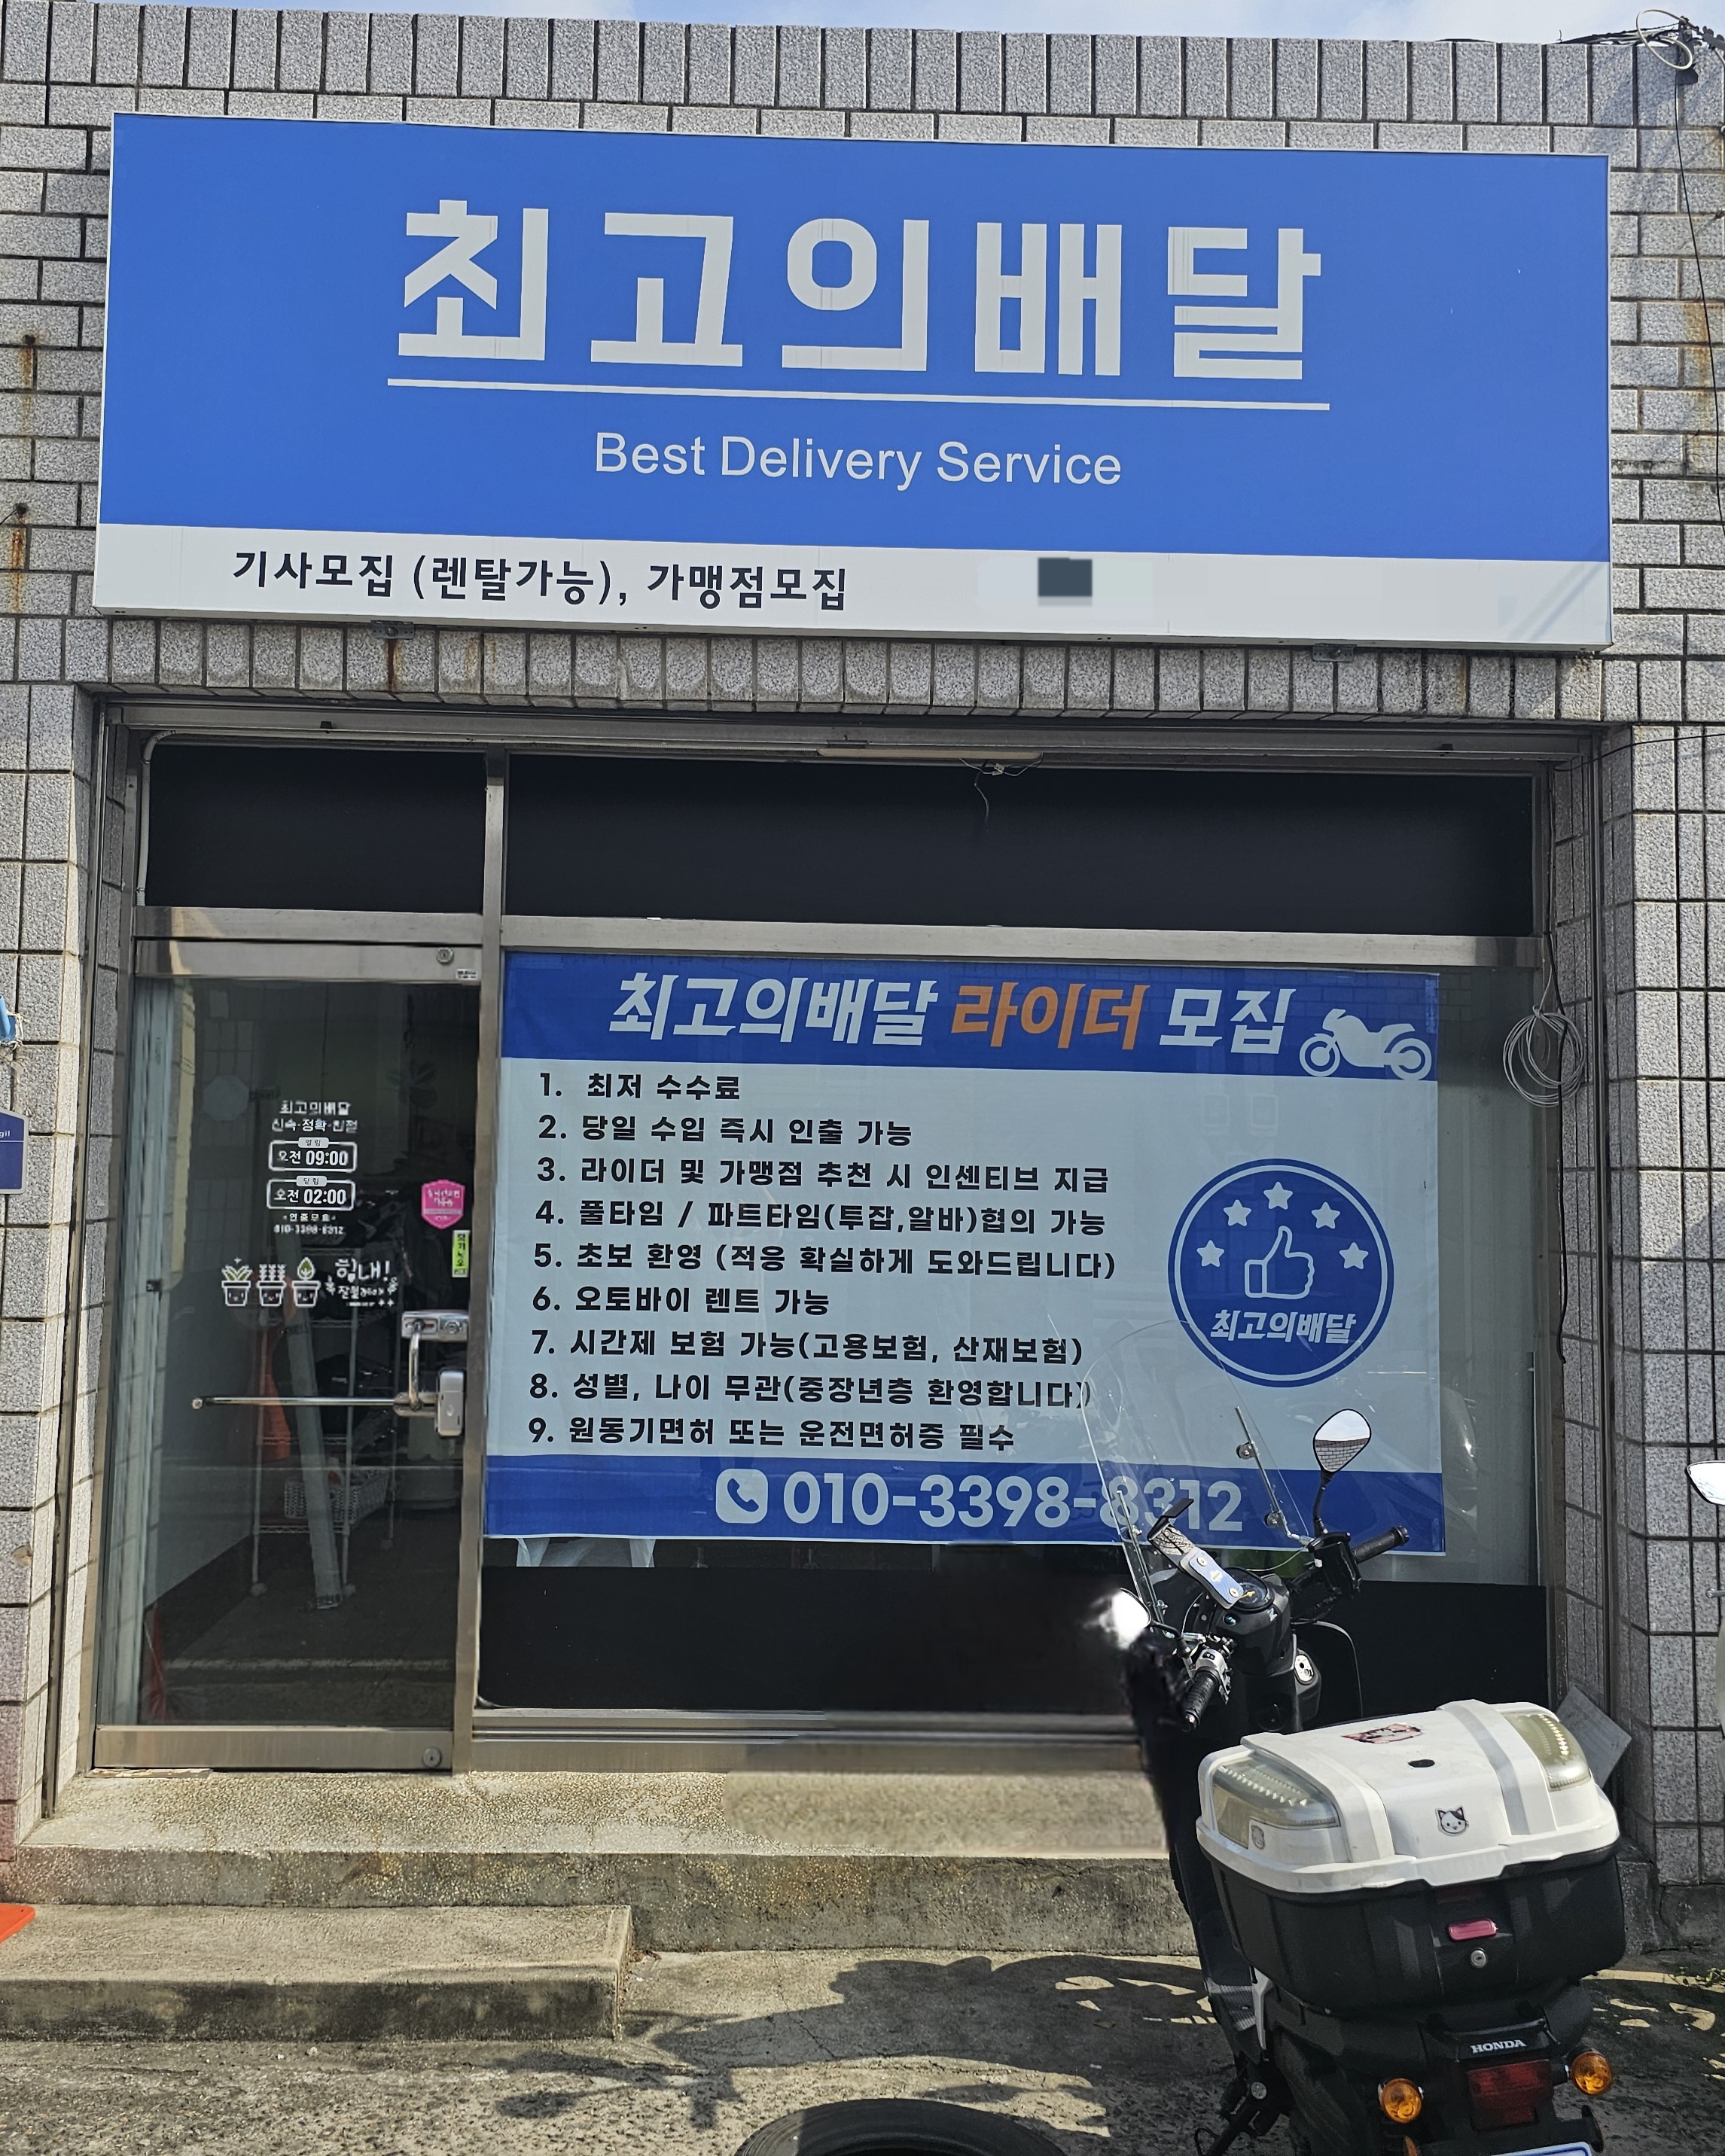 최고의배달
Best Delivery Service
기사모집 (렌탈가능), 가맹점모집
최고의배달 라이더 모집
1. 최저 수수료
2. 당일 수입 즉시 인출 가능
3. 라이더 및 가맹점 추천 시 인센티브 지급
4. 풀타임 / 파트타임(투잡,알바)협의 가능
5. 초보 환영 (적응 확실하게 도와드립니다)
6. 오토바이 렌트 가능
7. 시간제 보험 가능(고용보험, 산재보험)
8. 성별, 나이 무관(중장년층 환영합니다)
9. 원동기면허 또는 운전면허증 필수
010-3398-8312
최고의배달
최고의배달
신속·정확·친절
열림
오전 09:00
닫힘
오전 02:00
연중무휴
010-3398-8312
힘내!
HONDA